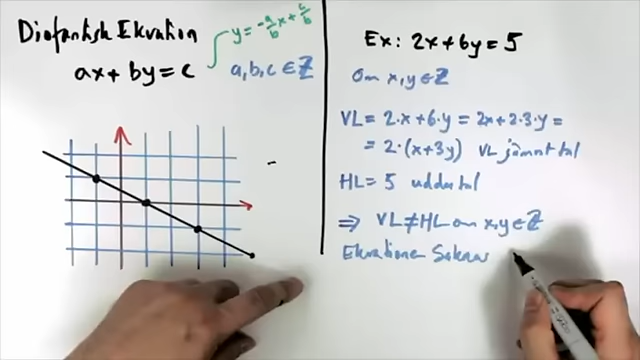 Diofantisk Ekvation
y = -a/b x + c/b
ax + by = c
a, b, c ∈ ℤ
Ex: 2x + 6y = 5
Om x, y ∈ ℤ
VL = 2·x + 6·y = 2x + 2·3·y =
= 2·(x + 3y) VL jämnt tal
HL = 5 udda tal
⇒ VL ≠ HL om x, y ∈ ℤ
Ekvationen Saknar